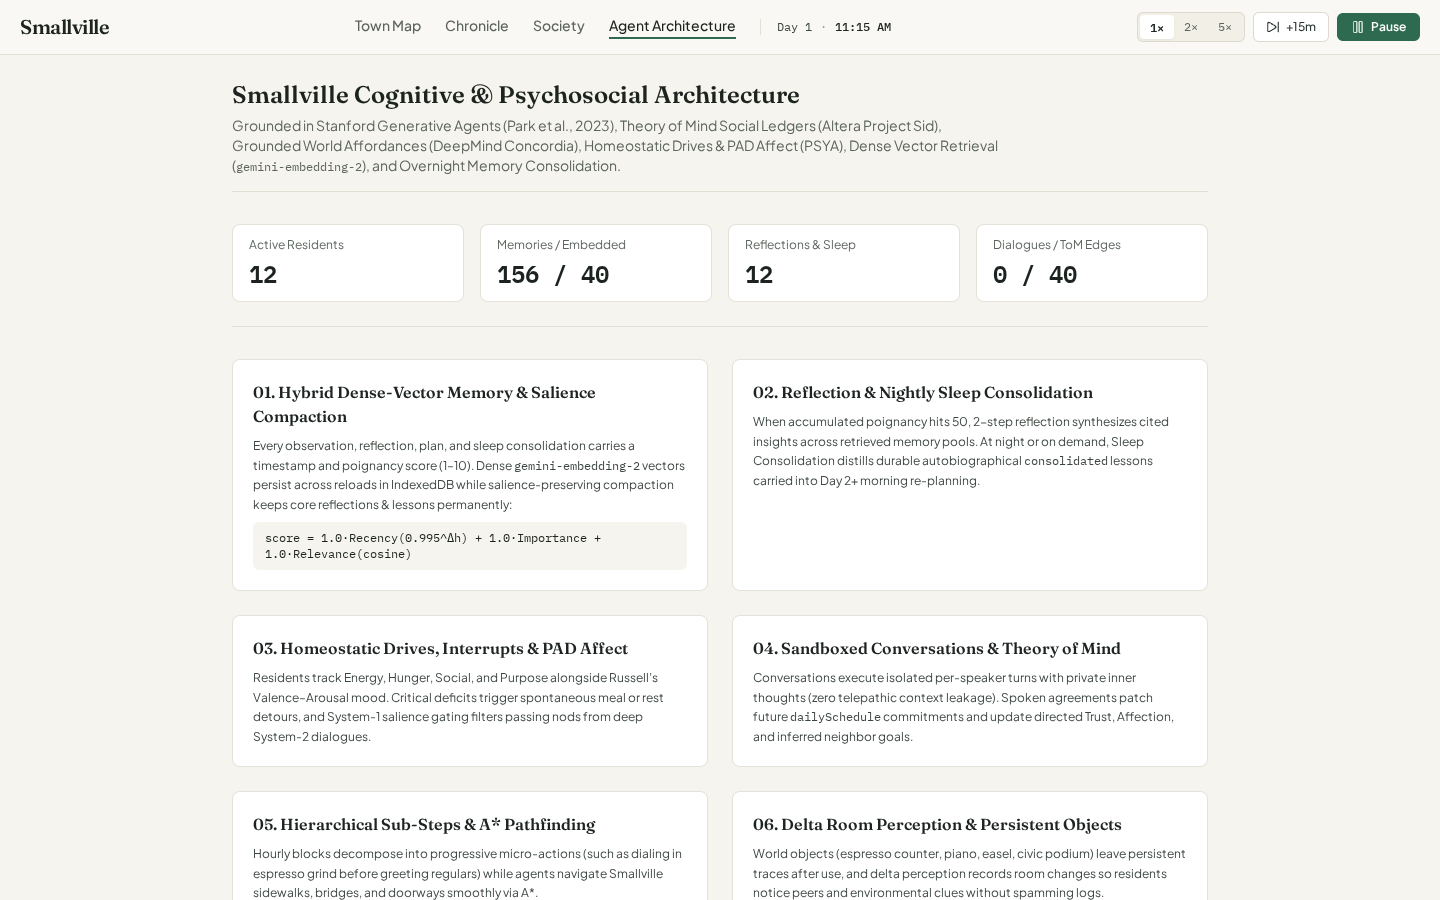 Smallville
Town Map Chronicle Society Agent Architecture Day 1 · 11:15 AM 1× 2× 5× +15m Pause
Smallville Cognitive & Psychosocial Architecture
Grounded in Stanford Generative Agents (Park et al., 2023), Theory of Mind Social Ledgers (Altera Project Sid),
Grounded World Affordances (DeepMind Concordia), Homeostatic Drives & PAD Affect (PSYA), Dense Vector Retrieval
(gemini-embedding-2), and Overnight Memory Consolidation.
Active Residents
12
Memories / Embedded
156 / 40
Reflections & Sleep
12
Dialogues / ToM Edges
0 / 40
01. Hybrid Dense-Vector Memory & Salience
Compaction
Every observation, reflection, plan, and sleep consolidation carries a
timestamp and poignancy score (1–10). Dense gemini-embedding-2 vectors
persist across reloads in IndexedDB while salience-preserving compaction
keeps core reflections & lessons permanently:
score = 1.0·Recency(0.995^Δh) + 1.0·Importance +
1.0·Relevance(cosine)
02. Reflection & Nightly Sleep Consolidation
When accumulated poignancy hits 50, 2-step reflection synthesizes cited
insights across retrieved memory pools. At night or on demand, Sleep
Consolidation distills durable autobiographical consolidated lessons
carried into Day 2+ morning re-planning.
03. Homeostatic Drives, Interrupts & PAD Affect
Residents track Energy, Hunger, Social, and Purpose alongside Russell's
Valence–Arousal mood. Critical deficits trigger spontaneous meal or rest
detours, and System-1 salience gating filters passing nods from deep
System-2 dialogues.
04. Sandboxed Conversations & Theory of Mind
Conversations execute isolated per-speaker turns with private inner
thoughts (zero telepathic context leakage). Spoken agreements patch
future dailySchedule commitments and update directed Trust, Affection,
and inferred neighbor goals.
05. Hierarchical Sub-Steps & A* Pathfinding
Hourly blocks decompose into progressive micro-actions (such as dialing in
espresso grind before greeting regulars) while agents navigate Smallville
sidewalks, bridges, and doorways smoothly via A*.
06. Delta Room Perception & Persistent Objects
World objects (espresso counter, piano, easel, civic podium) leave persistent
traces after use, and delta perception records room changes so residents
notice peers and environmental clues without spamming logs.